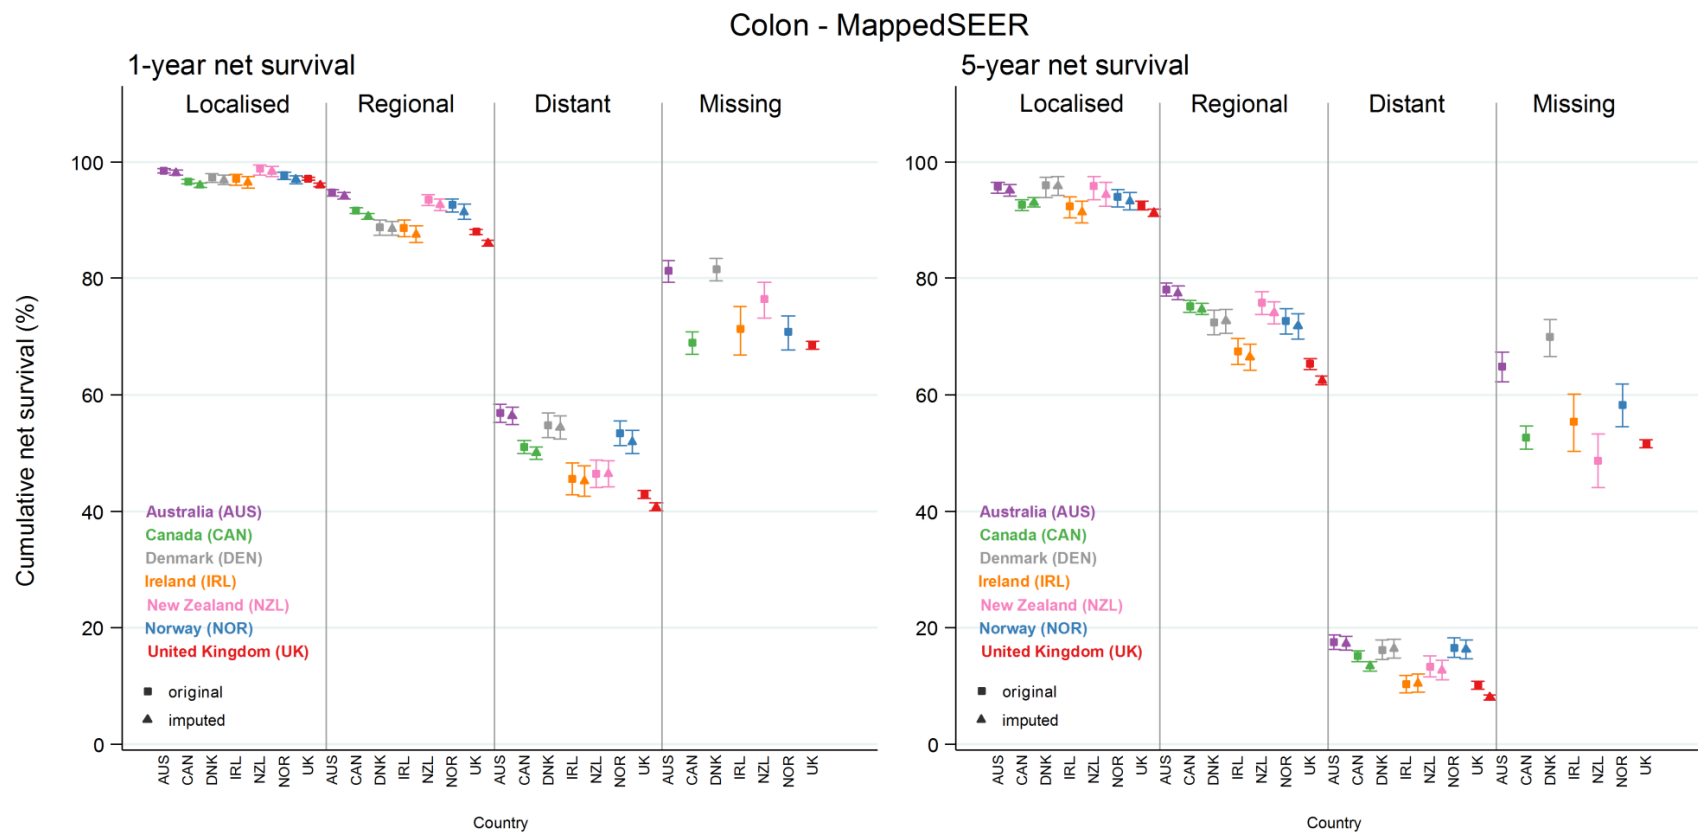 Colon - MappedSEER
1-year net survival
Localised Regional Distant Missing
Cumulative net survival (%)
100
80
60
40
20
0
Australia (AUS)
Canada (CAN)
Denmark (DEN)
Ireland (IRL)
New Zealand (NZL)
Norway (NOR)
United Kingdom (UK)
original
imputed
AUS CAN DNK IRL NZL NOR UK AUS CAN DNK IRL NZL NOR UK AUS CAN DNK IRL NZL NOR UK AUS CAN DNK IRL NZL NOR UK
Country
5-year net survival
Localised Regional Distant Missing
100
80
60
40
20
0
Australia (AUS)
Canada (CAN)
Denmark (DEN)
Ireland (IRL)
New Zealand (NZL)
Norway (NOR)
United Kingdom (UK)
original
imputed
AUS CAN DNK IRL NZL NOR UK AUS CAN DNK IRL NZL NOR UK AUS CAN DNK IRL NZL NOR UK AUS CAN DNK IRL NZL NOR UK
Country